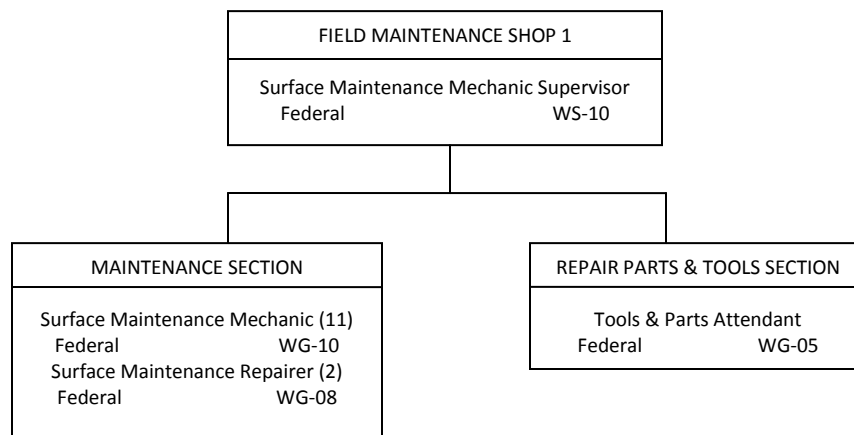 FIELD MAINTENANCE SHOP 1
Surface Maintenance Mechanic Supervisor
Federal WS-10
MAINTENANCE SECTION
Surface Maintenance Mechanic (11)
Federal WG-10
Surface Maintenance Repairer (2)
Federal WG-08
REPAIR PARTS & TOOLS SECTION
Tools & Parts Attendant
Federal WG-05